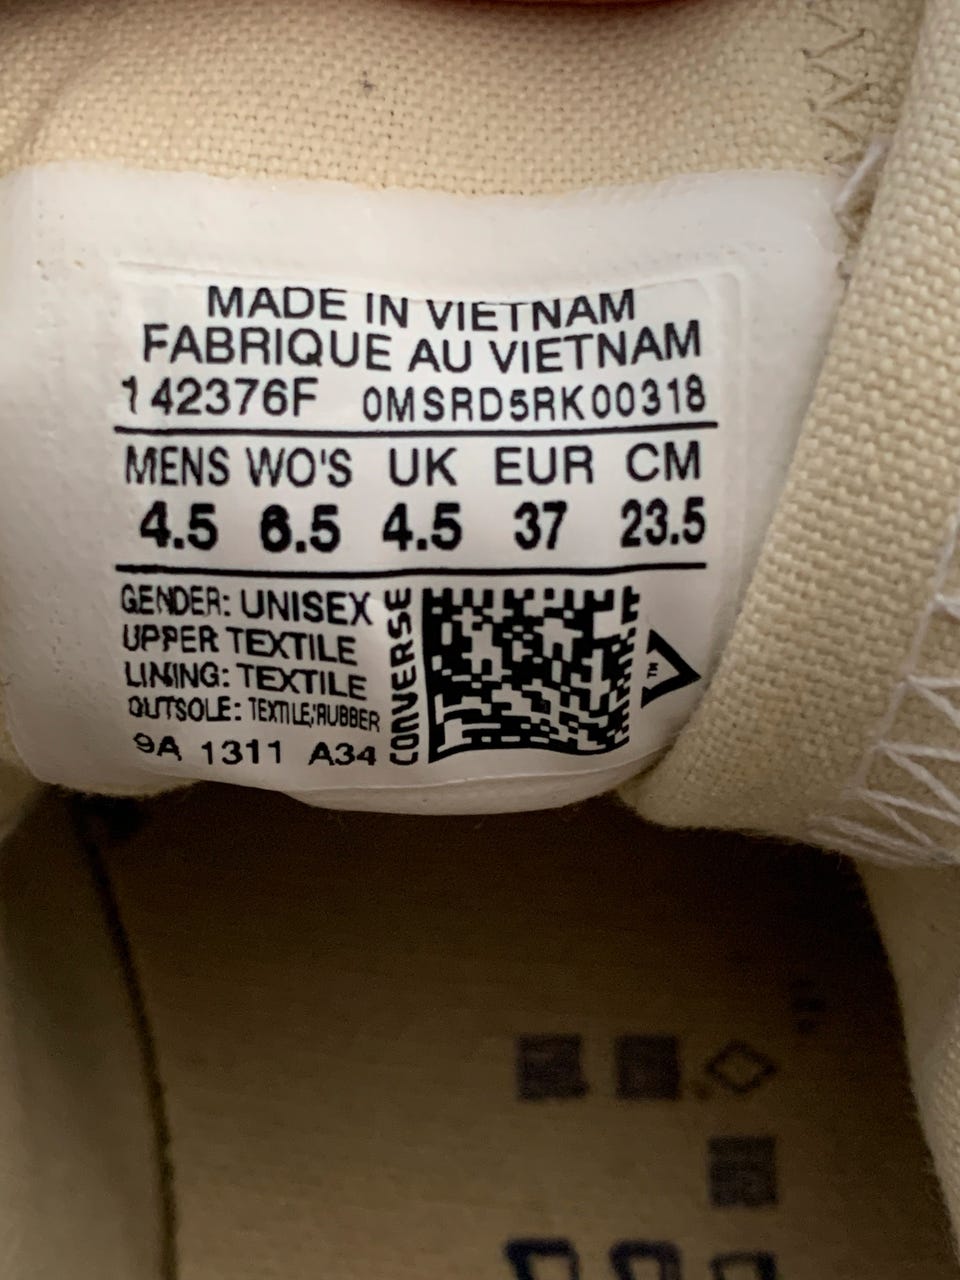 MADE IN VIETNAM
FABRIQUE AU VIETNAM
142376F 0MSRD5RK00318
MENS WO'S UK EUR CM
4.5 6.5 4.5 37 23.5
GENDER: UNISEX
UPPER TEXTILE
LINING: TEXTILE
OUTSOLE: TEXTILE/RUBBER
9A 1311 A34
CONVERSE
TM